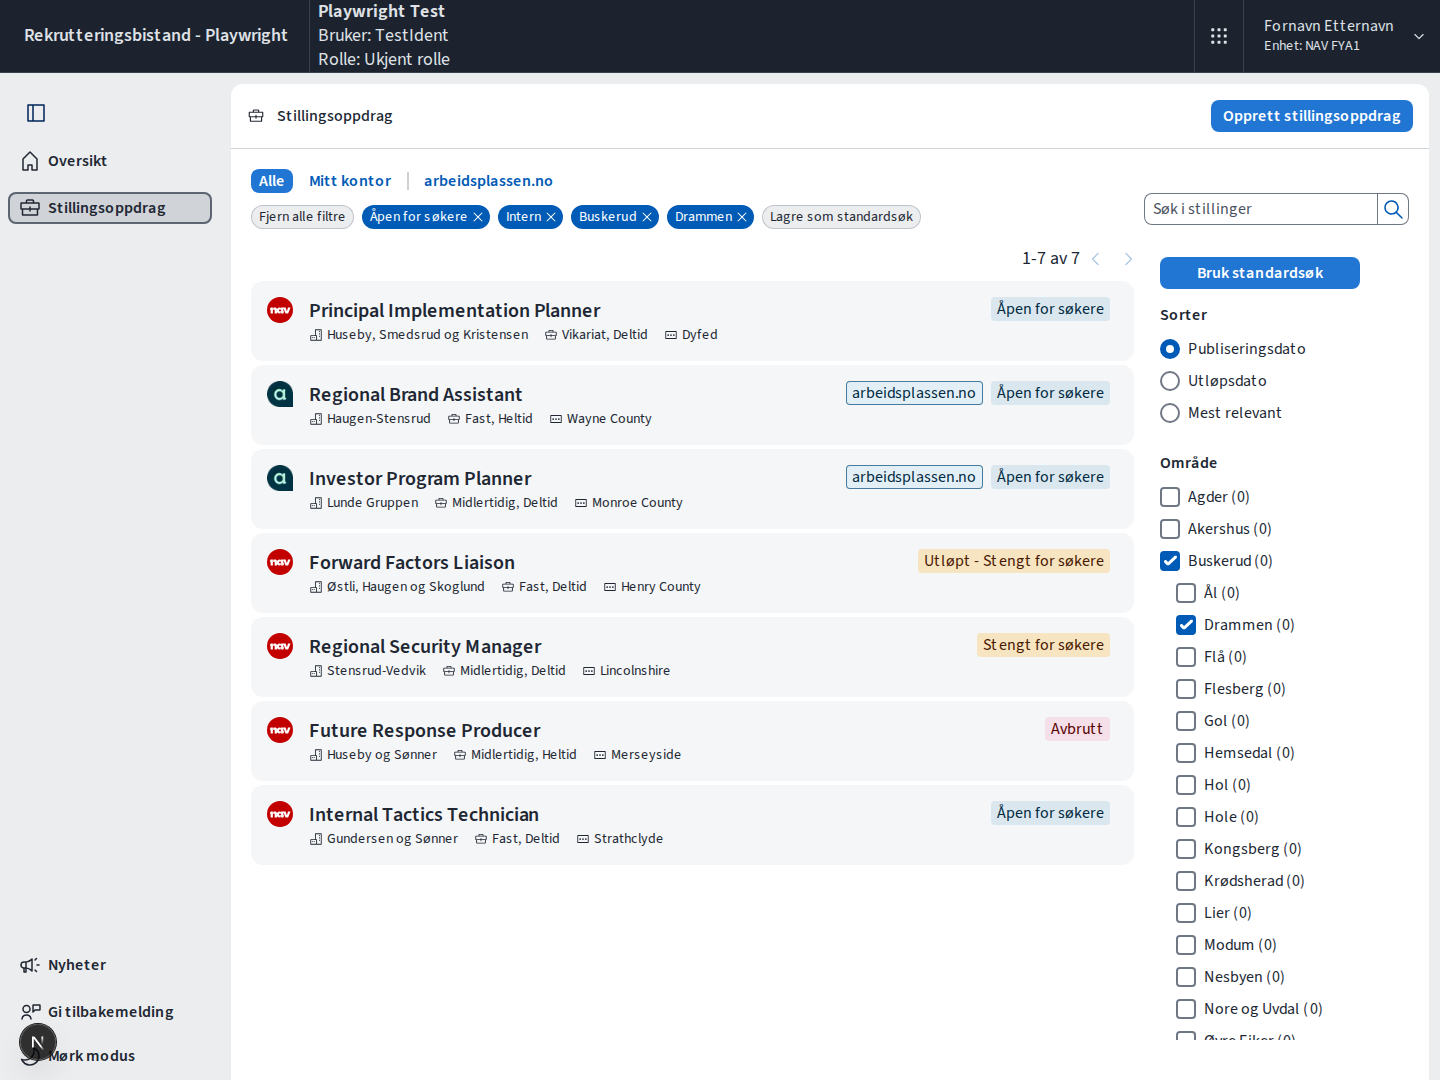 Rekrutteringsbistand - Playwright
Playwright Test
Bruker: TestIdent
Rolle: Ukjent rolle
Fornavn Etternavn
Enhet: NAV FYA1
Oversikt
Stillingsoppdrag
Nyheter
Gi tilbakemelding
N
Mørk modus
Stillingsoppdrag
Opprett stillingsoppdrag
Alle
Mitt kontor
arbeidsplassen.no
Fjern alle filtre
Åpen for søkere
Intern
Buskerud
Drammen
Lagre som standardsøk
1-7 av 7
nav
Principal Implementation Planner
Åpen for søkere
Huseby, Smedsrud og Kristensen
Vikariat, Deltid
Dyfed
a
Regional Brand Assistant
arbeidsplassen.no
Åpen for søkere
Haugen-Stensrud
Fast, Heltid
Wayne County
a
Investor Program Planner
arbeidsplassen.no
Åpen for søkere
Lunde Gruppen
Midlertidig, Deltid
Monroe County
nav
Forward Factors Liaison
Utløpt - Stengt for søkere
Østli, Haugen og Skoglund
Fast, Deltid
Henry County
nav
Regional Security Manager
Stengt for søkere
Stensrud-Vedvik
Midlertidig, Deltid
Lincolnshire
nav
Future Response Producer
Avbrutt
Huseby og Sønner
Midlertidig, Heltid
Merseyside
nav
Internal Tactics Technician
Åpen for søkere
Gundersen og Sønner
Fast, Deltid
Strathclyde
Søk i stillinger
Bruk standardsøk
Sorter
Publiseringsdato
Utløpsdato
Mest relevant
Område
Agder (0)
Akershus (0)
Buskerud (0)
Ål (0)
Drammen (0)
Flå (0)
Flesberg (0)
Gol (0)
Hemsedal (0)
Hol (0)
Hole (0)
Kongsberg (0)
Krødsherad (0)
Lier (0)
Modum (0)
Nesbyen (0)
Nore og Uvdal (0)
Øvre Eiker (0)